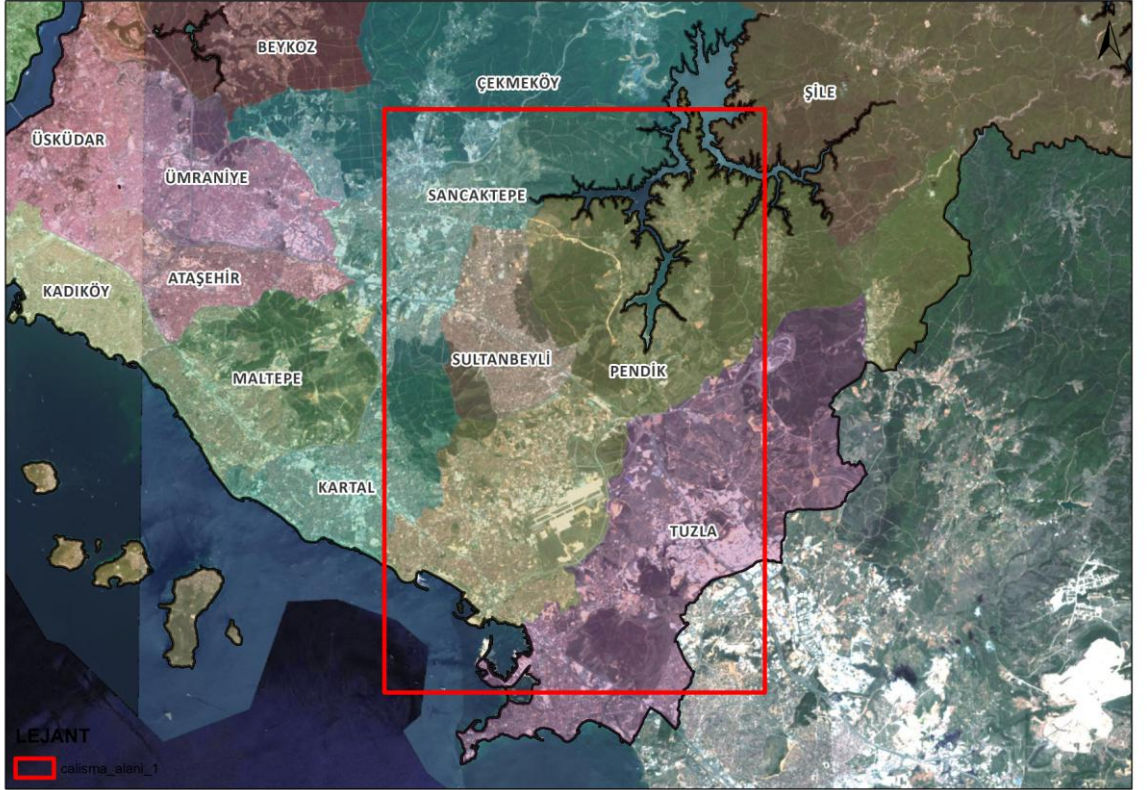 BEYKOZ
ÇEKMEKÖY
ŞİLE
ÜSKÜDAR
ÜMRANİYE
SANCAKTEPE
ATAŞEHİR
KADIKÖY
SULTANBEYLİ
PENDİK
MALTEPE
KARTAL
TUZLA
LEJANT
calisma_alani_1